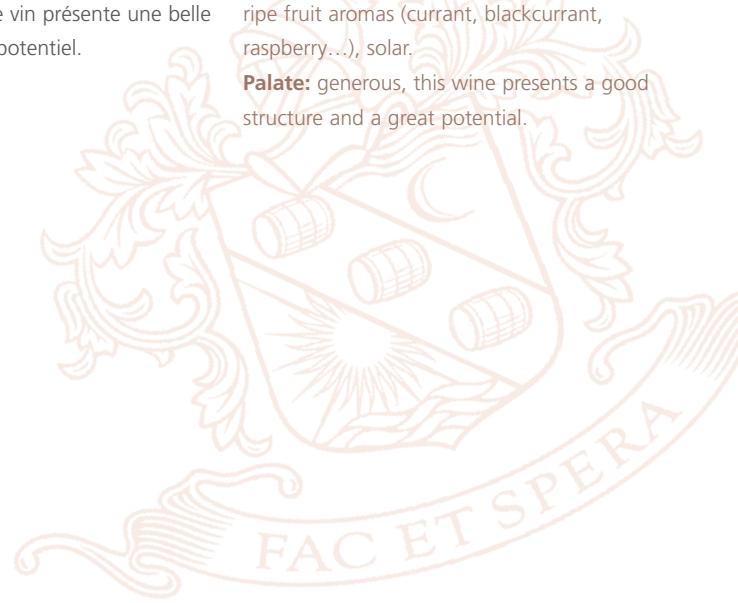 vin présente une belle
potentiel.
ripe fruit aromas (currant, blackcurrant,
raspberry…), solar.
Palate: generous, this wine presents a good
structure and a great potential.
FAC ET SPERA